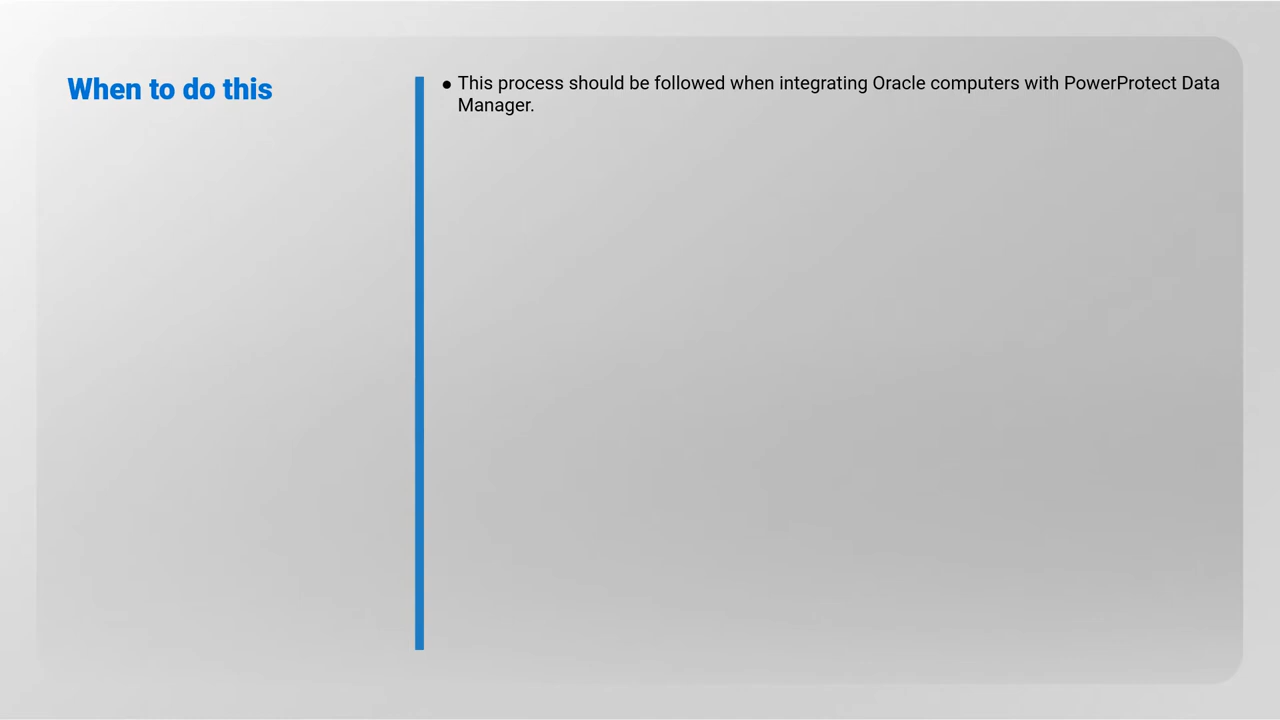 When to do this
● This process should be followed when integrating Oracle computers with PowerProtect Data
Manager.